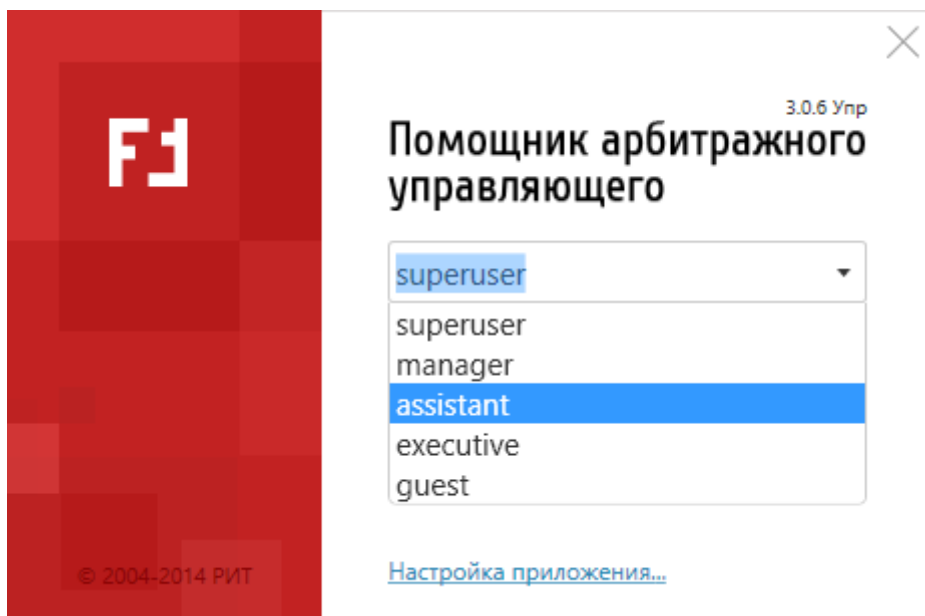 3.0.6 Упр
Помощник арбитражного
управляющего
superuser
superuser
manager
assistant
executive
guest
Настройка приложения...
© 2004-2014 РИТ